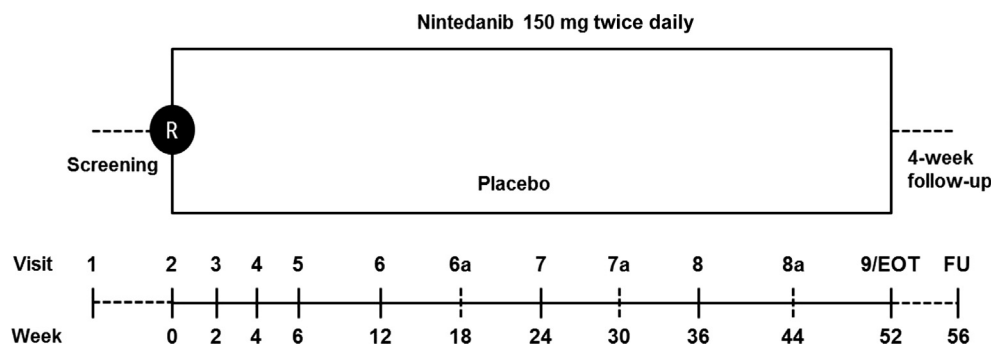 Nintedanib 150 mg twice daily
R
Screening
Placebo
4-week
follow-up
Visit 1 2 3 4 5 6 6a 7 7a 8 8a 9/EOT FU
Week 0 2 4 6 12 18 24 30 36 44 52 56